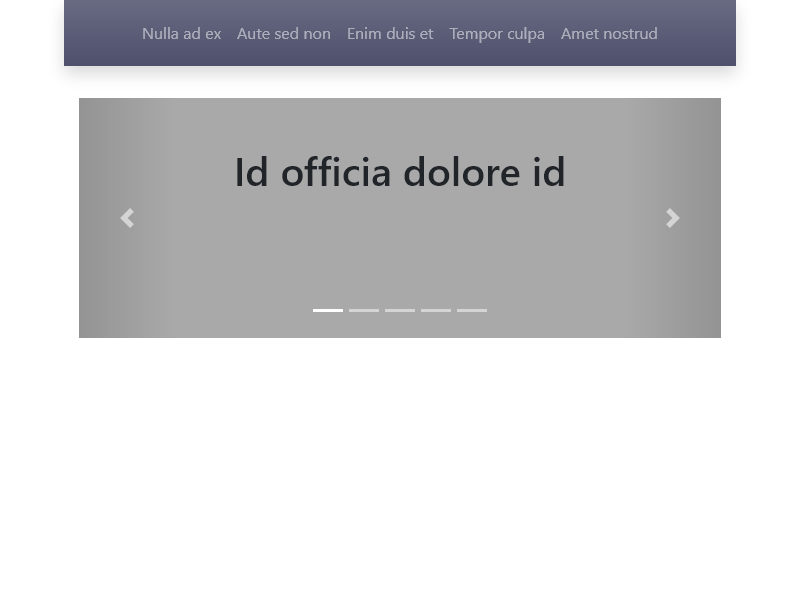 Nulla ad ex Aute sed non Enim duis et Tempor culpa Amet nostrud
Id officia dolore id